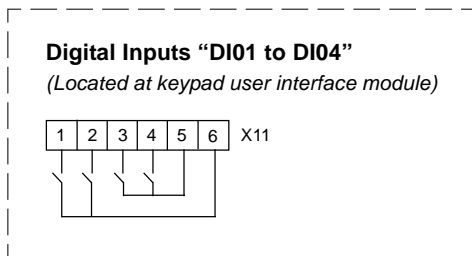 Digital Inputs “DI01 to DI04”
(Located at keypad user interface module)
1 2 3 4 5 6 X11